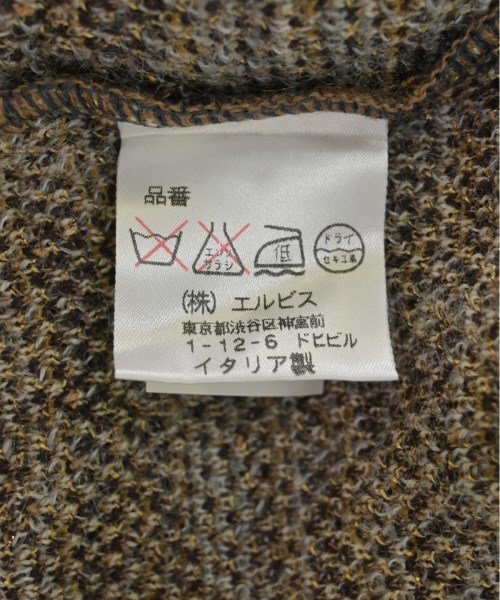 品番
エンソ
サラシ
低
ドライ
セキユ系
(株) エルビス
東京都渋谷区神宮前
1-12-6 ドヒビル
イタリア製